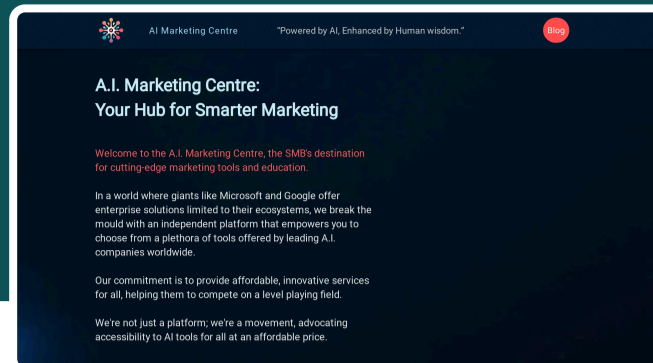 AI Marketing Centre
“Powered by AI, Enhanced by Human wisdom.”
Blog
A.I. Marketing Centre:
Your Hub for Smarter Marketing
Welcome to the A.I. Marketing Centre, the SMB's destination
for cutting-edge marketing tools and education.
In a world where giants like Microsoft and Google offer
enterprise solutions limited to their ecosystems, we break the
mould with an independent platform that empowers you to
choose from a plethora of tools offered by leading A.I.
companies worldwide.
Our commitment is to provide affordable, innovative services
for all, helping them to compete on a level playing field.
We're not just a platform; we're a movement, advocating
accessibility to AI tools for all at an affordable price.